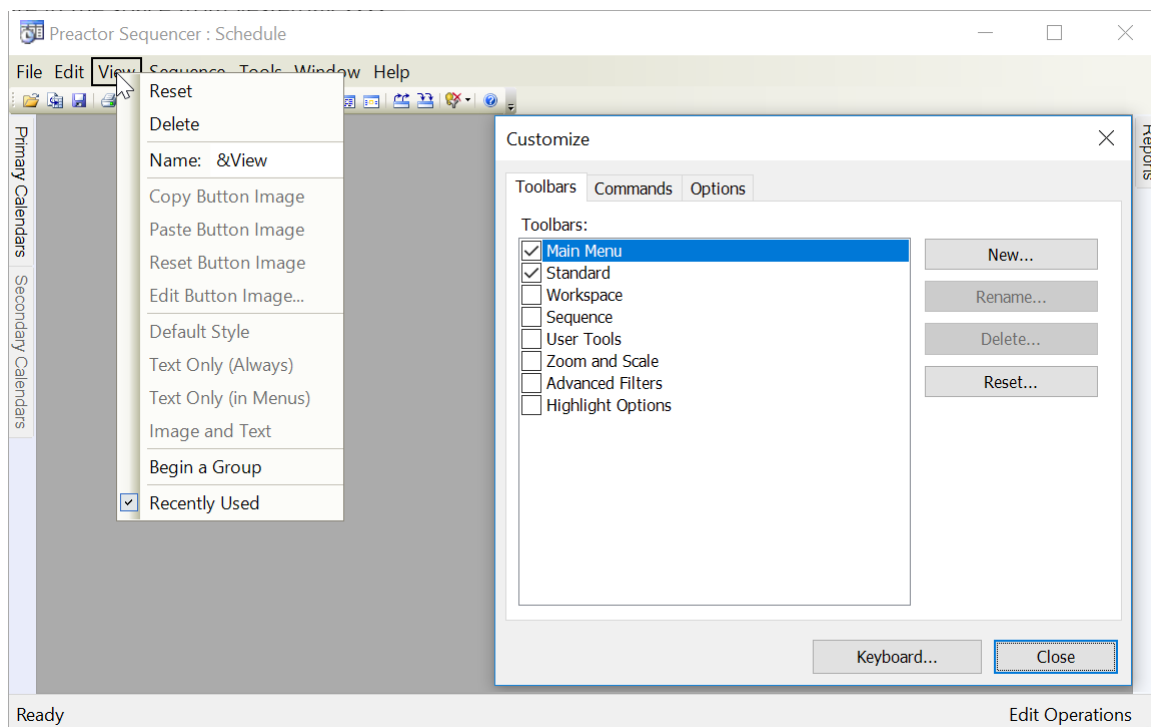 Preactor Sequencer : Schedule
File Edit View Sequence Tools Window Help
Reset
Delete
Name: &View
Copy Button Image
Paste Button Image
Reset Button Image
Edit Button Image...
Default Style
Text Only (Always)
Text Only (in Menus)
Image and Text
Begin a Group
Recently Used
Primary Calendars
Secondary Calendars
Customize
Toolbars Commands Options
Toolbars:
Main Menu
Standard
Workspace
Sequence
User Tools
Zoom and Scale
Advanced Filters
Highlight Options
New...
Rename...
Delete...
Reset...
Keyboard...
Close
Reports
Ready
Edit Operations